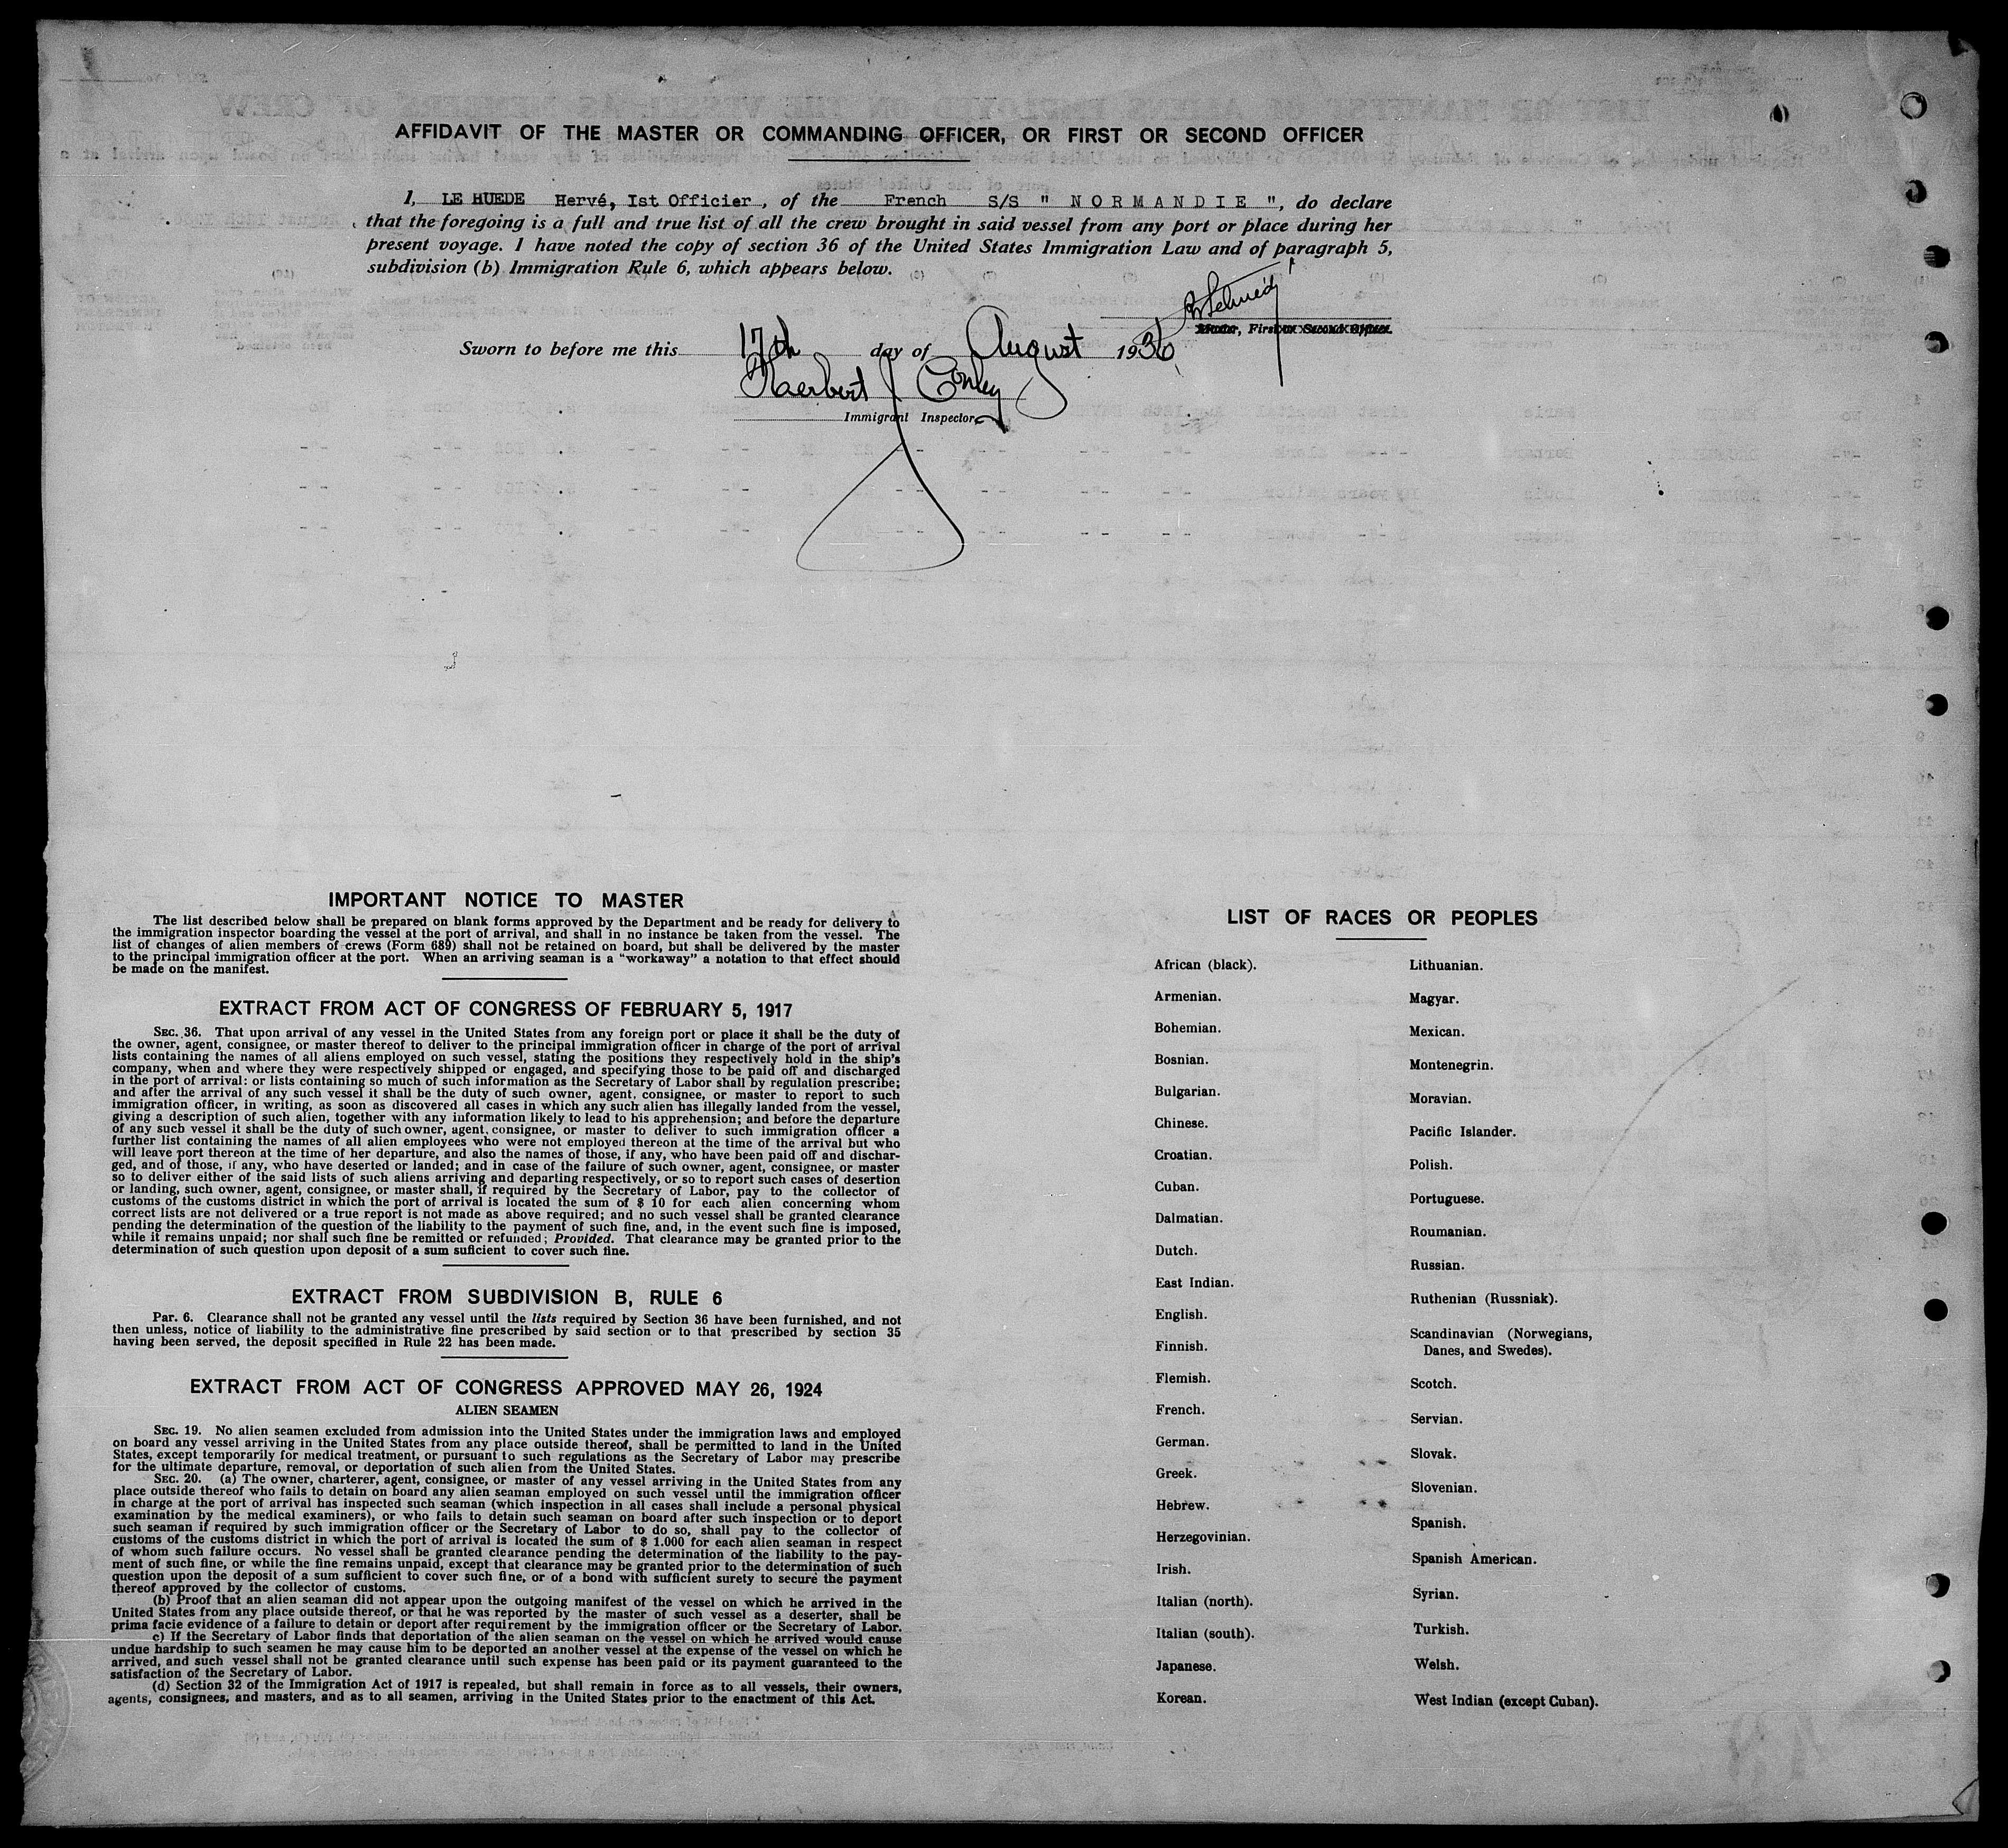 AFFIDAVIT OF THE MASTER OR COMMANDING OFFICER, OR FIRST OR SECOND OFFICER
I, LE HUEDE Hervé, Ist Officier, of the French S/S " N O R M A N D I E ", do declare
that the foregoing is a full and true list of all the crew brought in said vessel from any port or place during her
present voyage. I have noted the copy of section 36 of the United States Immigration Law and of paragraph 5,
subdivision (b) Immigration Rule 6, which appears below.
Master, First or Second Officer.
Sworn to before me this 17th day of August 1936
Herbert J Conley
Immigrant Inspector.
IMPORTANT NOTICE TO MASTER
The list described below shall be prepared on blank forms approved by the Department and be ready for delivery to
the immigration inspector boarding the vessel at the port of arrival, and shall in no instance be taken from the vessel. The
list of changes of alien members of crews (Form 689) shall not be retained on board, but shall be delivered by the master
to the principal immigration officer at the port. When an arriving seaman is a "workaway" a notation to that effect should
be made on the manifest.
EXTRACT FROM ACT OF CONGRESS OF FEBRUARY 5, 1917
SEC. 36. That upon arrival of any vessel in the United States from any foreign port or place it shall be the duty of
the owner, agent, consignee, or master thereof to deliver to the principal immigration officer in charge of the port of arrival
lists containing the names of all aliens employed on such vessel, stating the positions they respectively hold in the ship's
company, when and where they were respectively shipped or engaged, and specifying those to be paid off and discharged
in the port of arrival: or lists containing so much of such information as the Secretary of Labor shall by regulation prescribe;
and after the arrival of any such vessel it shall be the duty of such owner, agent, consignee, or master to report to such
immigration officer, in writing, as soon as discovered all cases in which any such alien has illegally landed from the vessel,
giving a description of such alien, together with any information likely to lead to his apprehension; and before the departure
of any such vessel it shall be the duty of such owner, agent, consignee, or master to deliver to such immigration officer a
further list containing the names of all alien employees who were not employed thereon at the time of the arrival but who
will leave port thereon at the time of her departure, and also the names of those, if any, who have been paid off and dischar-
ged, and of those, if any, who have deserted or landed; and in case of the failure of such owner, agent, consignee, or master
so to deliver either of the said lists of such aliens arriving and departing respectively, or so to report such cases of desertion
or landing, such owner, agent, consignee, or master shall, if required by the Secretary of Labor, pay to the collector of
customs of the customs district in which the port of arrival is located the sum of $ 10 for each alien concerning whom
correct lists are not delivered or a true report is not made as above required; and no such vessel shall be granted clearance
pending the determination of the question of the liability to the payment of such fine, and, in the event such fine is imposed,
while it remains unpaid; nor shall such fine be remitted or refunded; Provided. That clearance may be granted prior to the
determination of such question upon deposit of a sum suficient to cover such fine.
EXTRACT FROM SUBDIVISION B, RULE 6
Par. 6. Clearance shall not be granted any vessel until the lists required by Section 36 have been furnished, and not
then unless, notice of liability to the administrative fine prescribed by said section or to that prescribed by section 35
having been served, the deposit specified in Rule 22 has been made.
EXTRACT FROM ACT OF CONGRESS APPROVED MAY 26, 1924
ALIEN SEAMEN
SEC. 19. No alien seamen excluded from admission into the United States under the immigration laws and employed
on board any vessel arriving in the United States from any place outside thereof, shall be permitted to land in the United
States, except temporarily for medical treatment, or pursuant to such regulations as the Secretary of Labor may prescribe
for the ultimate departure, removal, or deportation of such alien from the United States.
SEC. 20. (a) The owner, charterer, agent, consignee, or master of any vessel arriving in the United States from any
place outside thereof who fails to detain on board any alien seaman employed on such vessel until the immigration officer
in charge at the port of arrival has inspected such seaman (which inspection in all cases shall include a personal physical
examination by the medical examiners), or who fails to detain such seaman on board after such inspection or to deport
such seaman if required by such immigration officer or the Secretary of Labor to do so, shall pay to the collector of
customs of the customs district in which the port of arrival is located the sum of $ 1.000 for each alien seaman in respect
of whom such failure occurs. No vessel shall be granted clearance pending the determination of the liability to the pay-
ment of such fine, or while the fine remains unpaid, except that clearance may be granted prior to the determination of such
question upon the deposit of a sum sufficient to cover such fine, or of a bond with sufficient surety to secure the payment
thereof approved by the collector of customs.
(b) Proof that an alien seaman did not appear upon the outgoing manifest of the vessel on which he arrived in the
United States from any place outside thereof, or that he was reported by the master of such vessel as a deserter, shall be
prima facie evidence of a failure to detain or deport after requirement by the immigration officer or the Secretary of Labor.
c) If the Secretary of Labor finds that deportation of the alien seaman on the vessel on which he arrived would cause
undue hardship to such seamen he may cause him to be deported an another vessel at the expense of the vessel on which he
arrived, and such vessel shall not be granted clearance until such expense has been paid or its payment guaranteed to the
satisfaction of the Secretary of Labor.
(d) Section 32 of the Immigration Act of 1917 is repealed, but shall remain in force as to all vessels, their owners,
agents, consignees, and masters, and as to all seamen, arriving in the United States prior to the enactment of this Act.
LIST OF RACES OR PEOPLES
African (black).
Armenian.
Bohemian.
Bosnian.
Bulgarian.
Chinese.
Croatian.
Cuban.
Dalmatian.
Dutch.
East Indian.
English.
Finnish.
Flemish.
French.
German.
Greek.
Hebrew.
Herzegovinian.
Irish.
Italian (north).
Italian (south).
Japanese.
Korean.
Lithuanian.
Magyar.
Mexican.
Montenegrin.
Moravian.
Pacific Islander.
Polish.
Portuguese.
Roumanian.
Russian.
Ruthenian (Russniak).
Scandinavian (Norwegians,
Danes, and Swedes).
Scotch.
Servian.
Slovak.
Slovenian.
Spanish.
Spanish American.
Syrian.
Turkish.
Welsh.
West Indian (except Cuban).